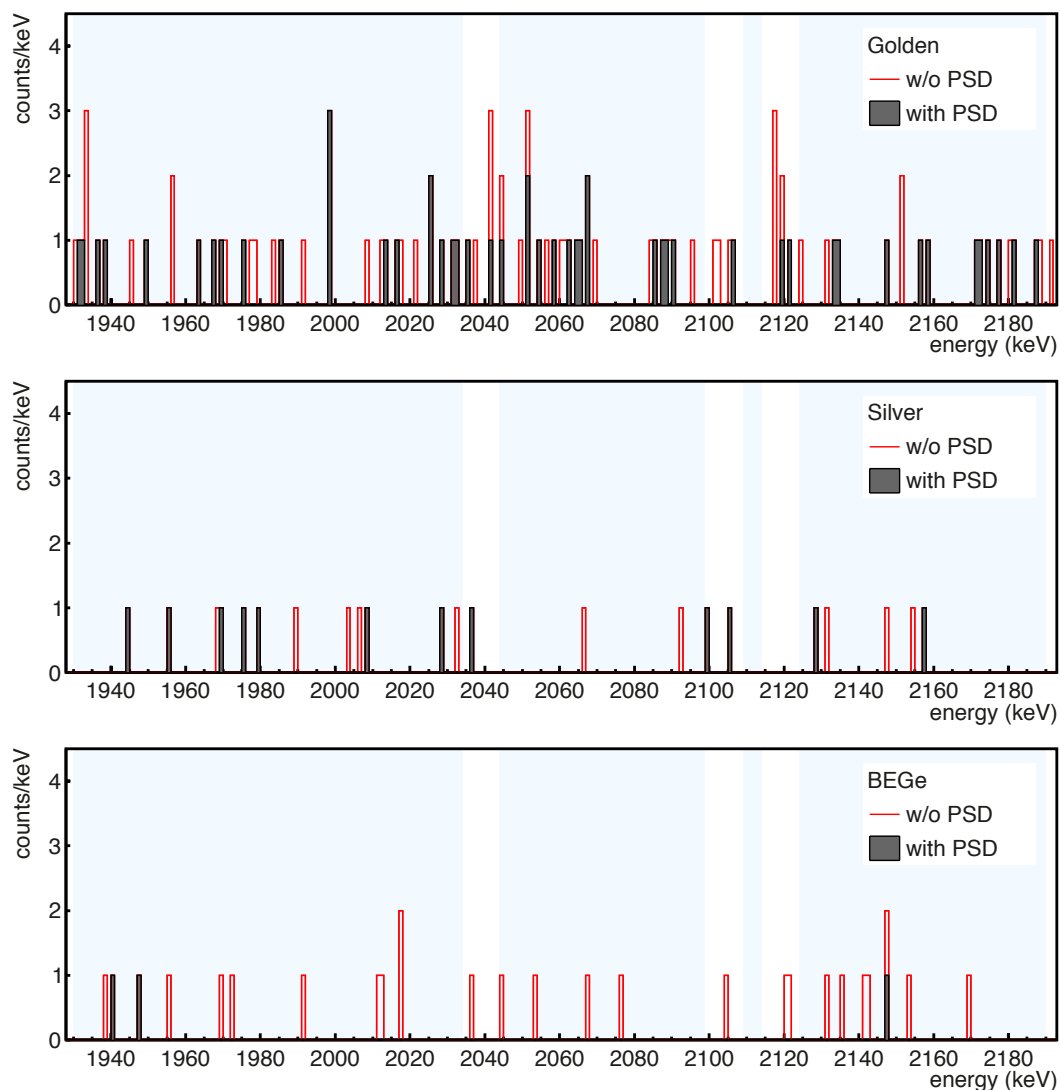 counts/keV
4
3
2
1
0
Golden
w/o PSD
with PSD
1940 1960 1980 2000 2020 2040 2060 2080 2100 2120 2140 2160 2180
energy (keV)
counts/keV
4
3
2
1
0
Silver
w/o PSD
with PSD
1940 1960 1980 2000 2020 2040 2060 2080 2100 2120 2140 2160 2180
energy (keV)
counts/keV
4
3
2
1
0
BEGe
w/o PSD
with PSD
1940 1960 1980 2000 2020 2040 2060 2080 2100 2120 2140 2160 2180
energy (keV)